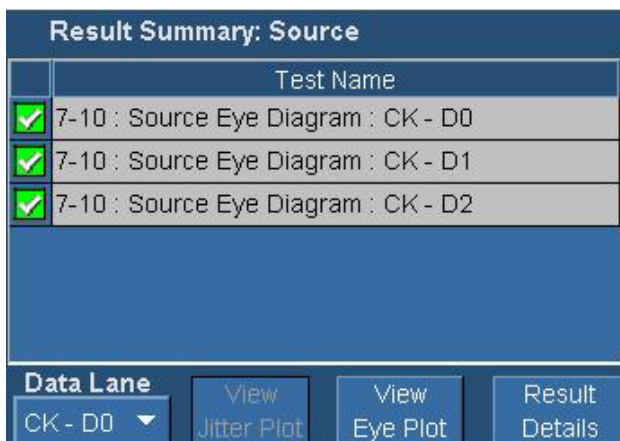 Result Summary: Source
Test Name
7-10 : Source Eye Diagram : CK - D0
7-10 : Source Eye Diagram : CK - D1
7-10 : Source Eye Diagram : CK - D2
Data Lane
CK - D0
View
Jitter Plot
View
Eye Plot
Result
Details